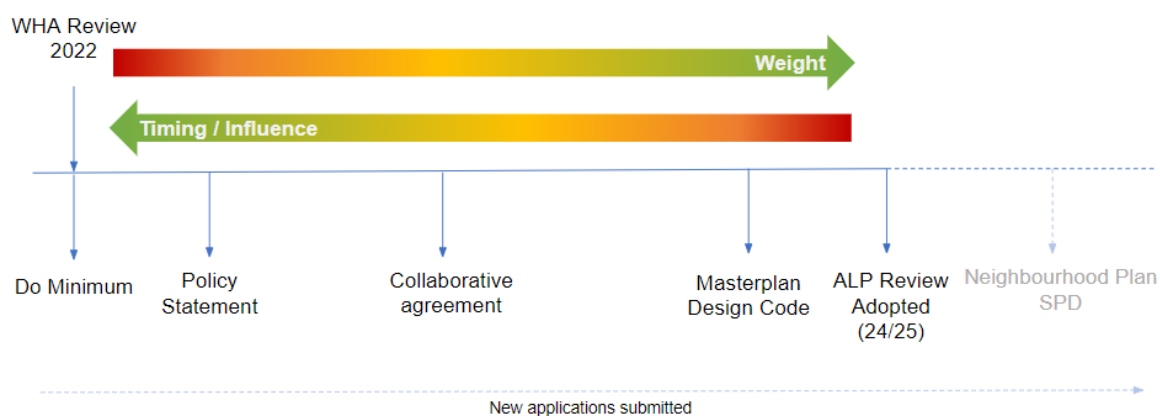 WHA Review
2022
Weight
Timing / Influence
Do Minimum
Policy
Statement
Collaborative
agreement
Masterplan
Design Code
ALP Review
Adopted
(24/25)
Neighbourhood Plan
SPD
New applications submitted